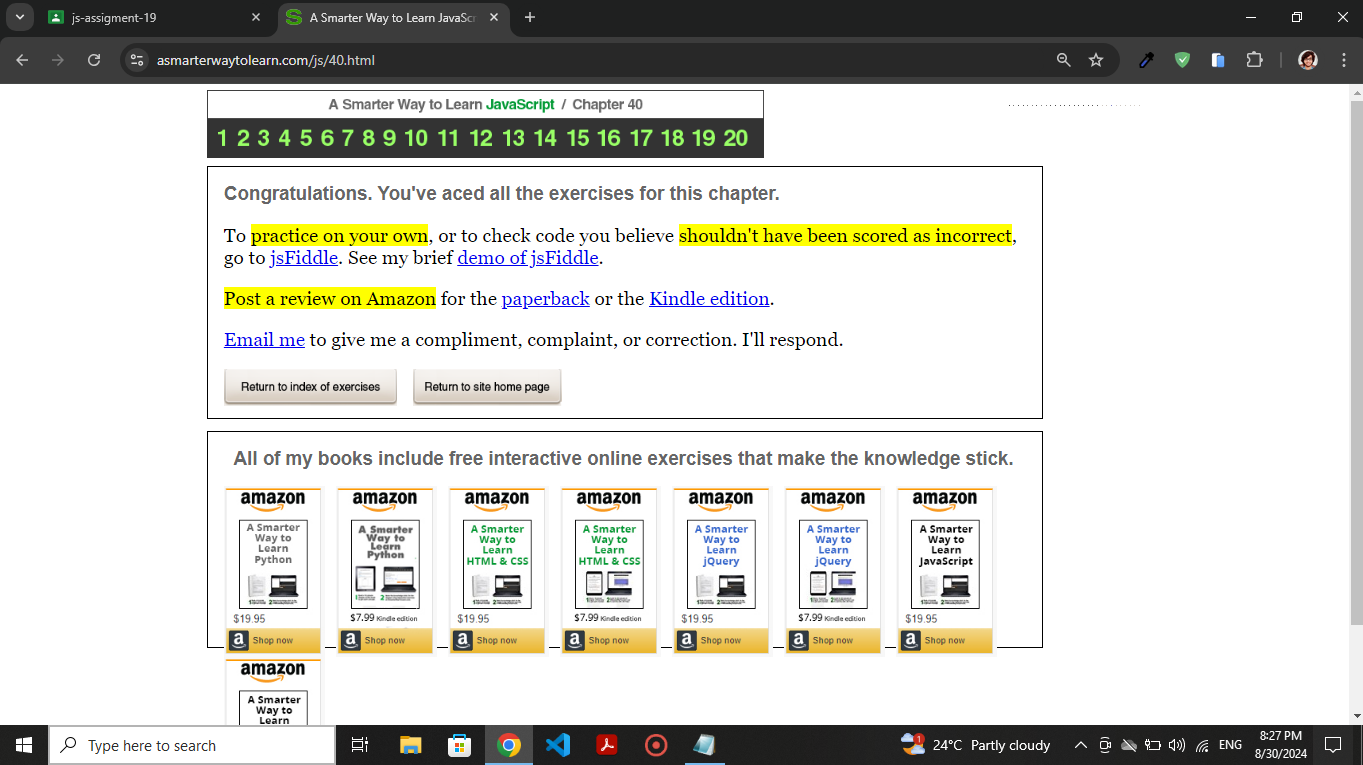 js-assigment-19
A Smarter Way to Learn JavaSc
asmarterwaytolearn.com/js/40.html
A Smarter Way to Learn JavaScript / Chapter 40
1 2 3 4 5 6 7 8 9 10 11 12 13 14 15 16 17 18 19 20
Congratulations. You've aced all the exercises for this chapter.
To practice on your own, or to check code you believe shouldn't have been scored as incorrect,
go to jsFiddle. See my brief demo of jsFiddle.
Post a review on Amazon for the paperback or the Kindle edition.
Email me to give me a compliment, complaint, or correction. I'll respond.
Return to index of exercises Return to site home page
All of my books include free interactive online exercises that make the knowledge stick.
amazon amazon amazon amazon amazon amazon amazon
A Smarter A Smarter A Smarter A Smarter A Smarter A Smarter A Smarter
Way to Way to Way to Way to Way to Way to Way to
Learn Learn Learn Learn Learn Learn Learn
Python Python HTML & CSS HTML & CSS jQuery jQuery JavaScript
$19.95 $7.99 Kindle edition $19.95 $7.99 Kindle edition $19.95 $7.99 Kindle edition $19.95
a Shop now a Shop now a Shop now a Shop now a Shop now a Shop now a Shop now
amazon
A Smarter
Way to
Learn
Type here to search
1 24°C Partly cloudy ENG 8:27 PM
8/30/2024